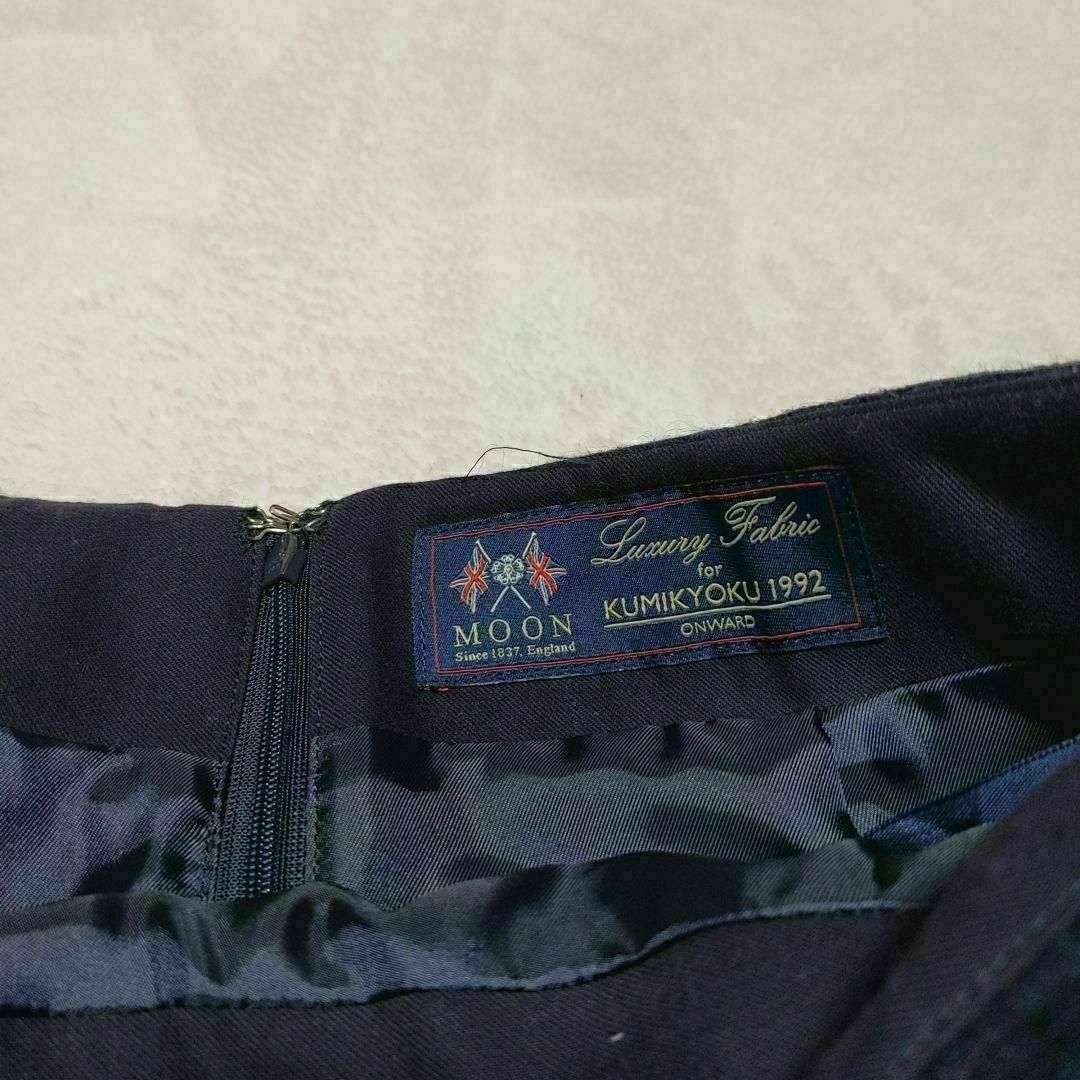 MOON
Since 1837. England
Luxury Fabric
for
KUMIKYOKU 1992
ONWARD